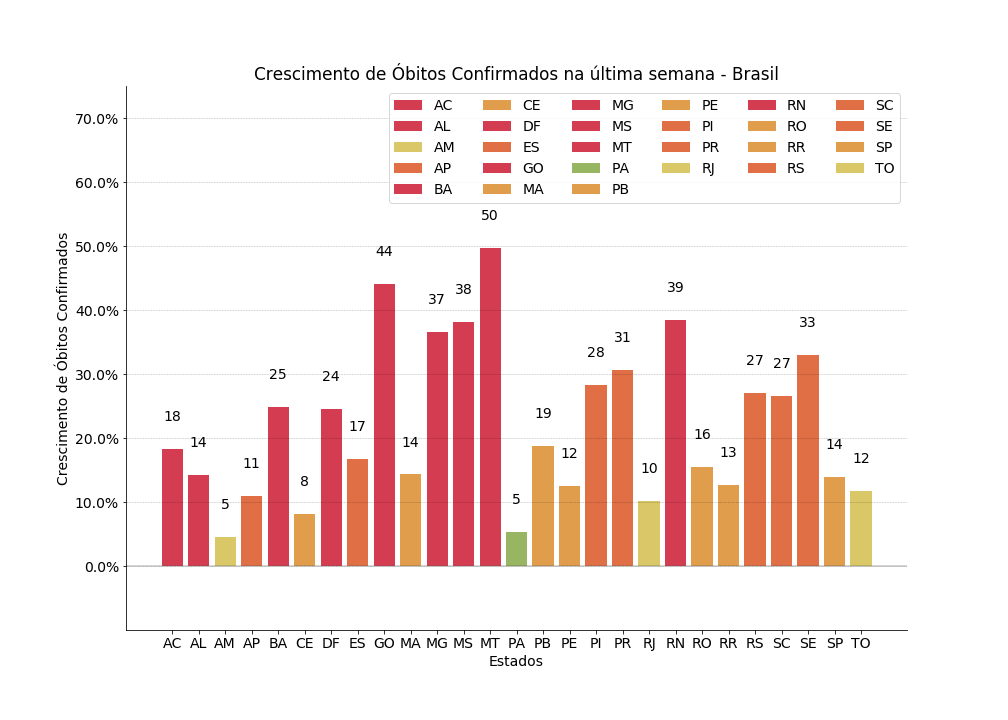 Crescimento de Óbitos Confirmados na última semana - Brasil
AC CE MG PE RN SC
AL DF MS PI RO SE
AM ES MT PR RR SP
AP GO PA RJ RS TO
BA MA PB
70.0%
60.0%
50.0%
40.0%
30.0%
20.0%
10.0%
0.0%
Crescimento de Óbitos Confirmados
18 14 5 11 25 8 24 17 44 14 37 38 50 5 19 12 28 31 10 39 16 13 27 27 33 14 12
AC AL AM AP BA CE DF ES GO MA MG MS MT PA PB PE PI PR RJ RN RO RR RS SC SE SP TO
Estados